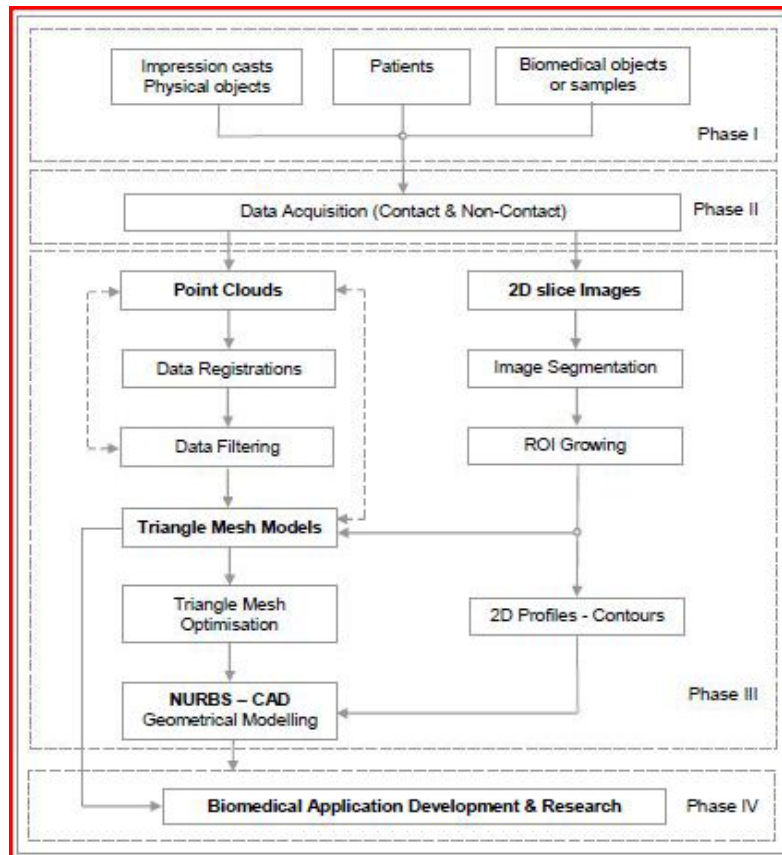 Impression casts
Physical objects
Patients
Biomedical objects
or samples
Phase I
Data Acquisition (Contact & Non-Contact)
Phase II
Point Clouds
2D slice Images
Data Registrations
Image Segmentation
Data Filtering
ROI Growing
Triangle Mesh Models
Triangle Mesh
Optimisation
2D Profiles - Contours
NURBS – CAD
Geometrical Modelling
Phase III
Biomedical Application Development & Research
Phase IV